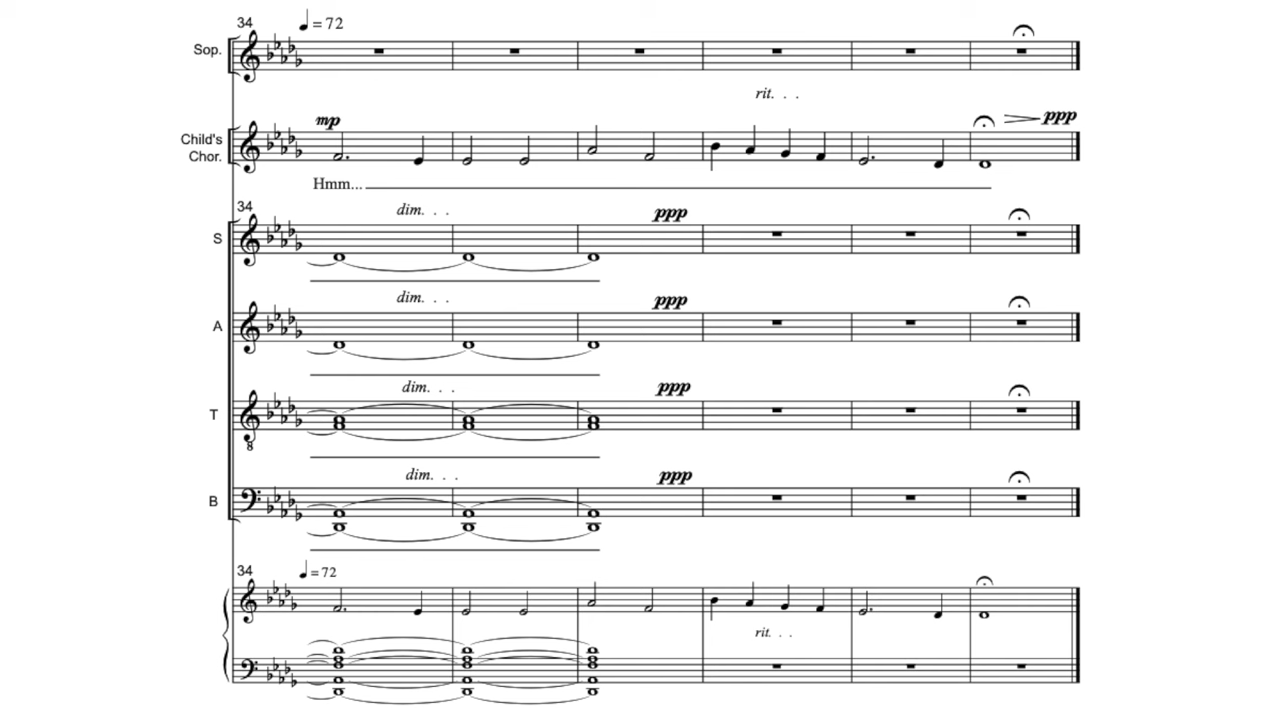 34
♩ = 72
Sop.
rit. . .
mp
ppp
Child's
Chor.
Hmm...
34
dim. . .
ppp
S
dim. . .
ppp
A
dim. . .
ppp
T
8
dim. . .
ppp
B
34
♩ = 72
rit. . .